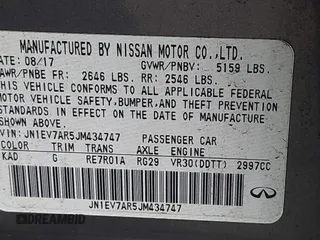 MANUFACTURED BY NISSAN MOTOR CO.,LTD.
DATE 08/17 GVWR/PNBV: 5159 LBS.
GAWR/PNBE FR: 2646 LBS. RR: 2546 LBS.
THIS VEHICLE CONFORMS TO ALL APPLICABLE
FEDERAL MOTOR VEHICLE SAFETY, BUMPER, AND THEFT
PREVENTION STANDARDS IN EFFECT ON THE DATE OF
MANUFACTURE SHOWN ABOVE.
VIN:JN1EV7AR5JM434747 PASSENGER CAR
COLOR TRIM TRANS AXLE ENGINE
KAD G RE7R01A RG29 VR30(DDTT) 2997CC
JN1EV7AR5JM434747
INFINITI
DREAMBID